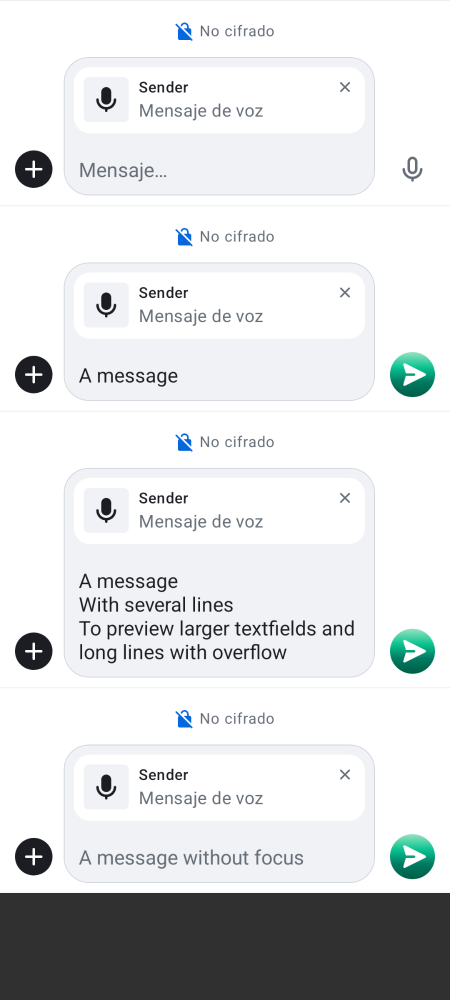 No cifrado
Sender
Mensaje de voz
Mensaje…
No cifrado
Sender
Mensaje de voz
A message
No cifrado
Sender
Mensaje de voz
A message
With several lines
To preview larger textfields and
long lines with overflow
No cifrado
Sender
Mensaje de voz
A message without focus